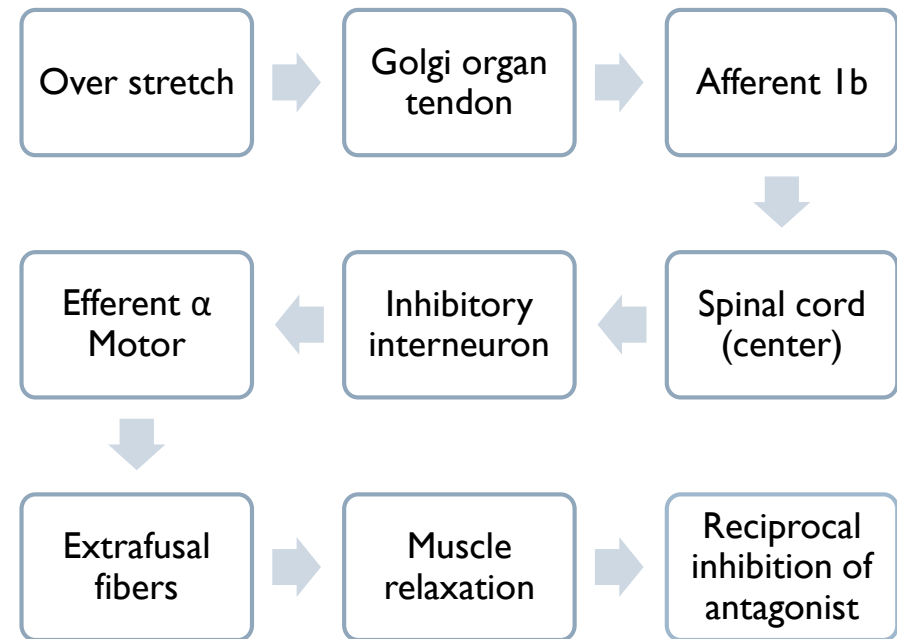 Over stretch
Golgi organ
tendon
Afferent 1b
Spinal cord
(center)
Inhibitory
interneuron
Efferent α
Motor
Extrafusal
fibers
Muscle
relaxation
Reciprocal
inhibition of
antagonist